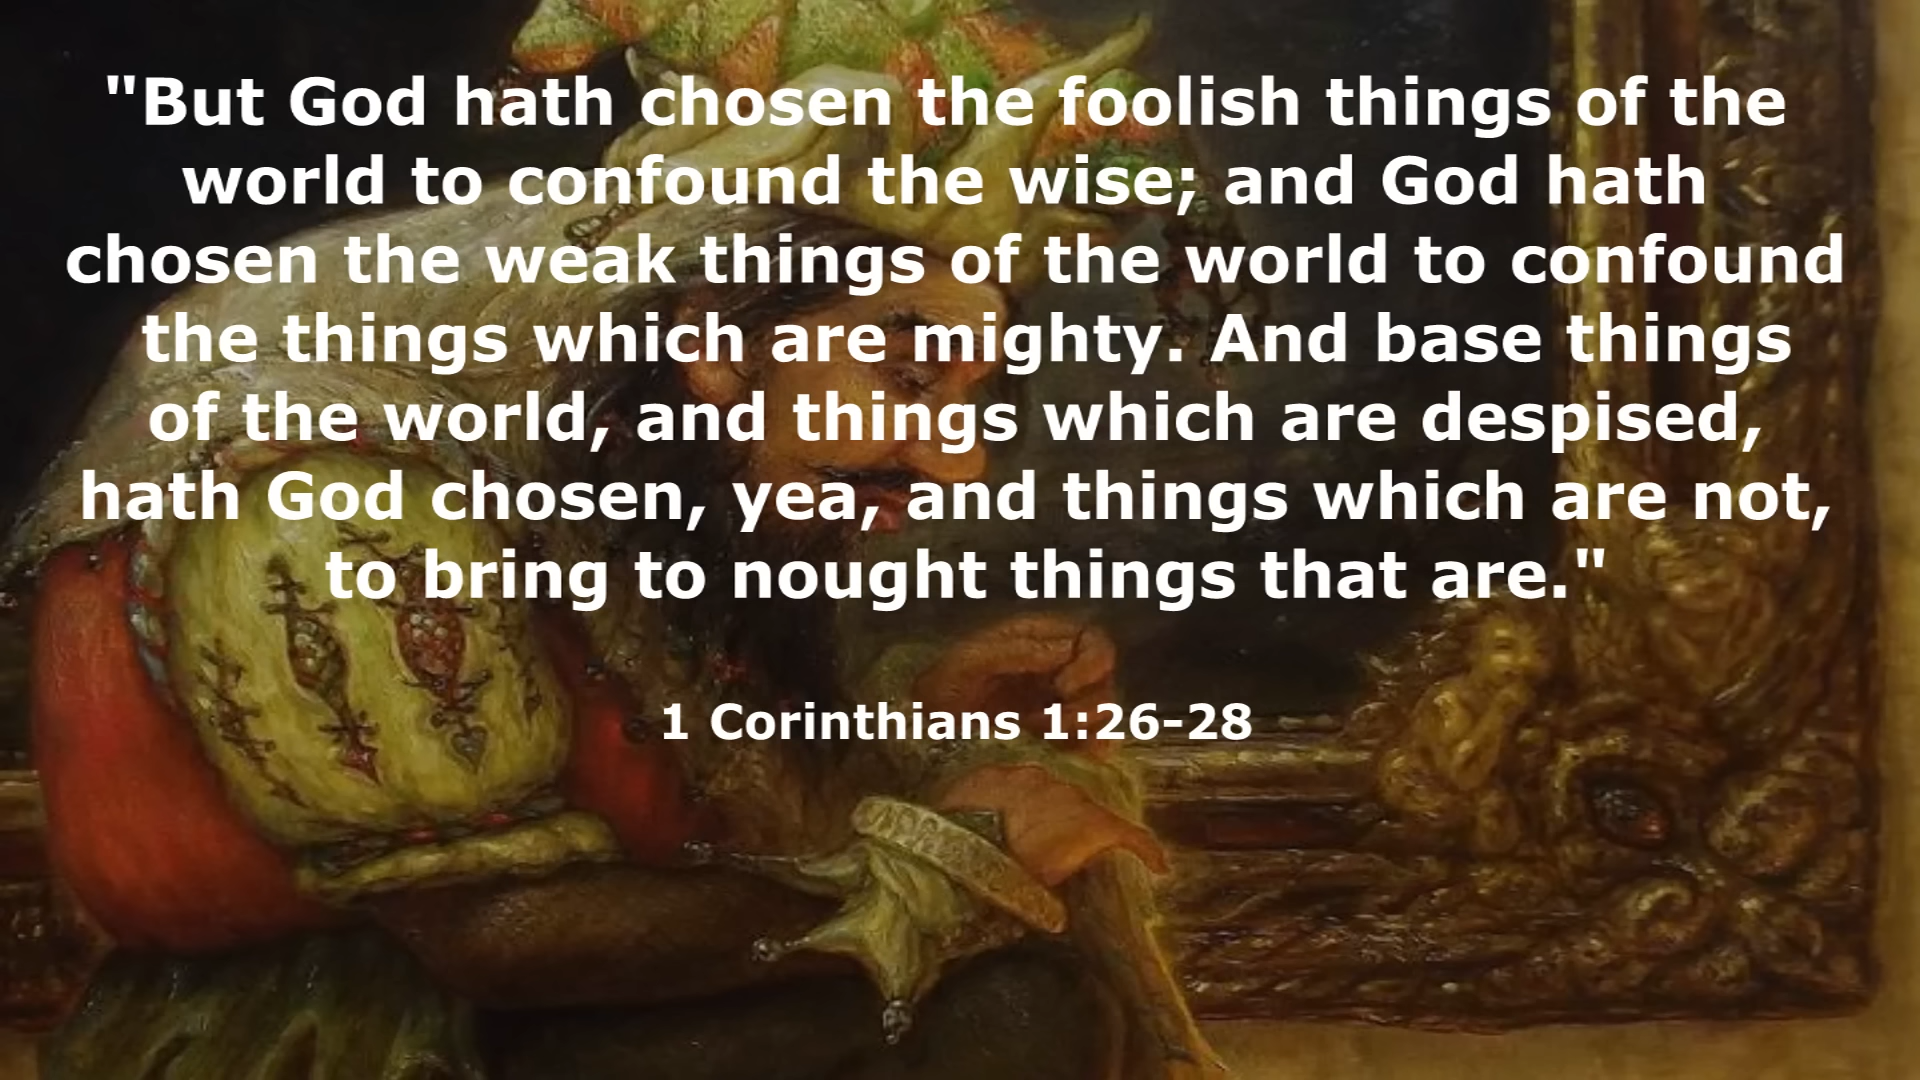 "But God hath chosen the foolish things of the
world to confound the wise; and God hath
chosen the weak things of the world to confound
the things which are mighty. And base things
of the world, and things which are despised,
hath God chosen, yea, and things which are not,
to bring to nought things that are."
1 Corinthians 1:26-28